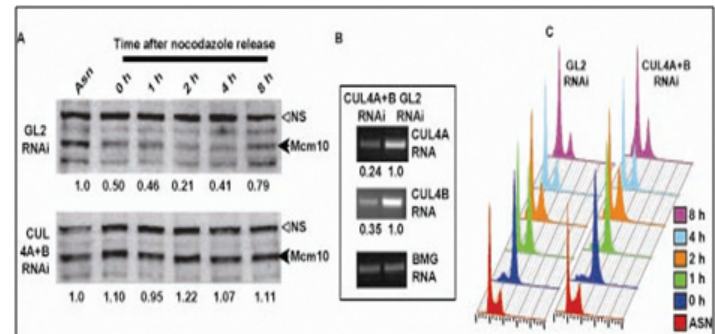 A
Time after nocodazole release
Asn 0 h 1 h 2 h 4 h 8 h
GL2
RNAi
NS
Mcm10
1.0 0.50 0.46 0.21 0.41 0.79
CUL
4A+B
RNAi
NS
Mcm10
1.0 1.10 0.95 1.22 1.07 1.11
B
CUL4A+B GL2
RNAi RNAi
CUL4A
RNA
0.24 1.0
CUL4B
RNA
0.35 1.0
BMG
RNA
C
GL2
RNAi
CUL4A+B
RNAi
8 h
4 h
2 h
1 h
0 h
ASN